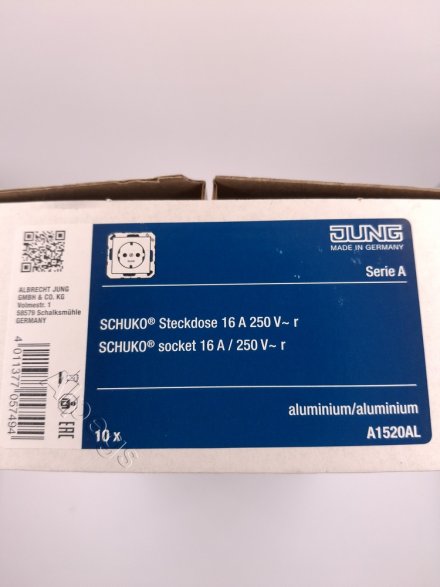 JUNG
MADE IN GERMANY
Serie A
ALBRECHT JUNG
GMBH & CO. KG
Volmestr. 1
58579 Schalksmühle
GERMANY
SCHUKO® Steckdose 16 A 250 V~ r
SCHUKO® socket 16 A / 250 V~ r
4 011377 057494
EAC
10 x
aluminium/aluminium
A1520AL